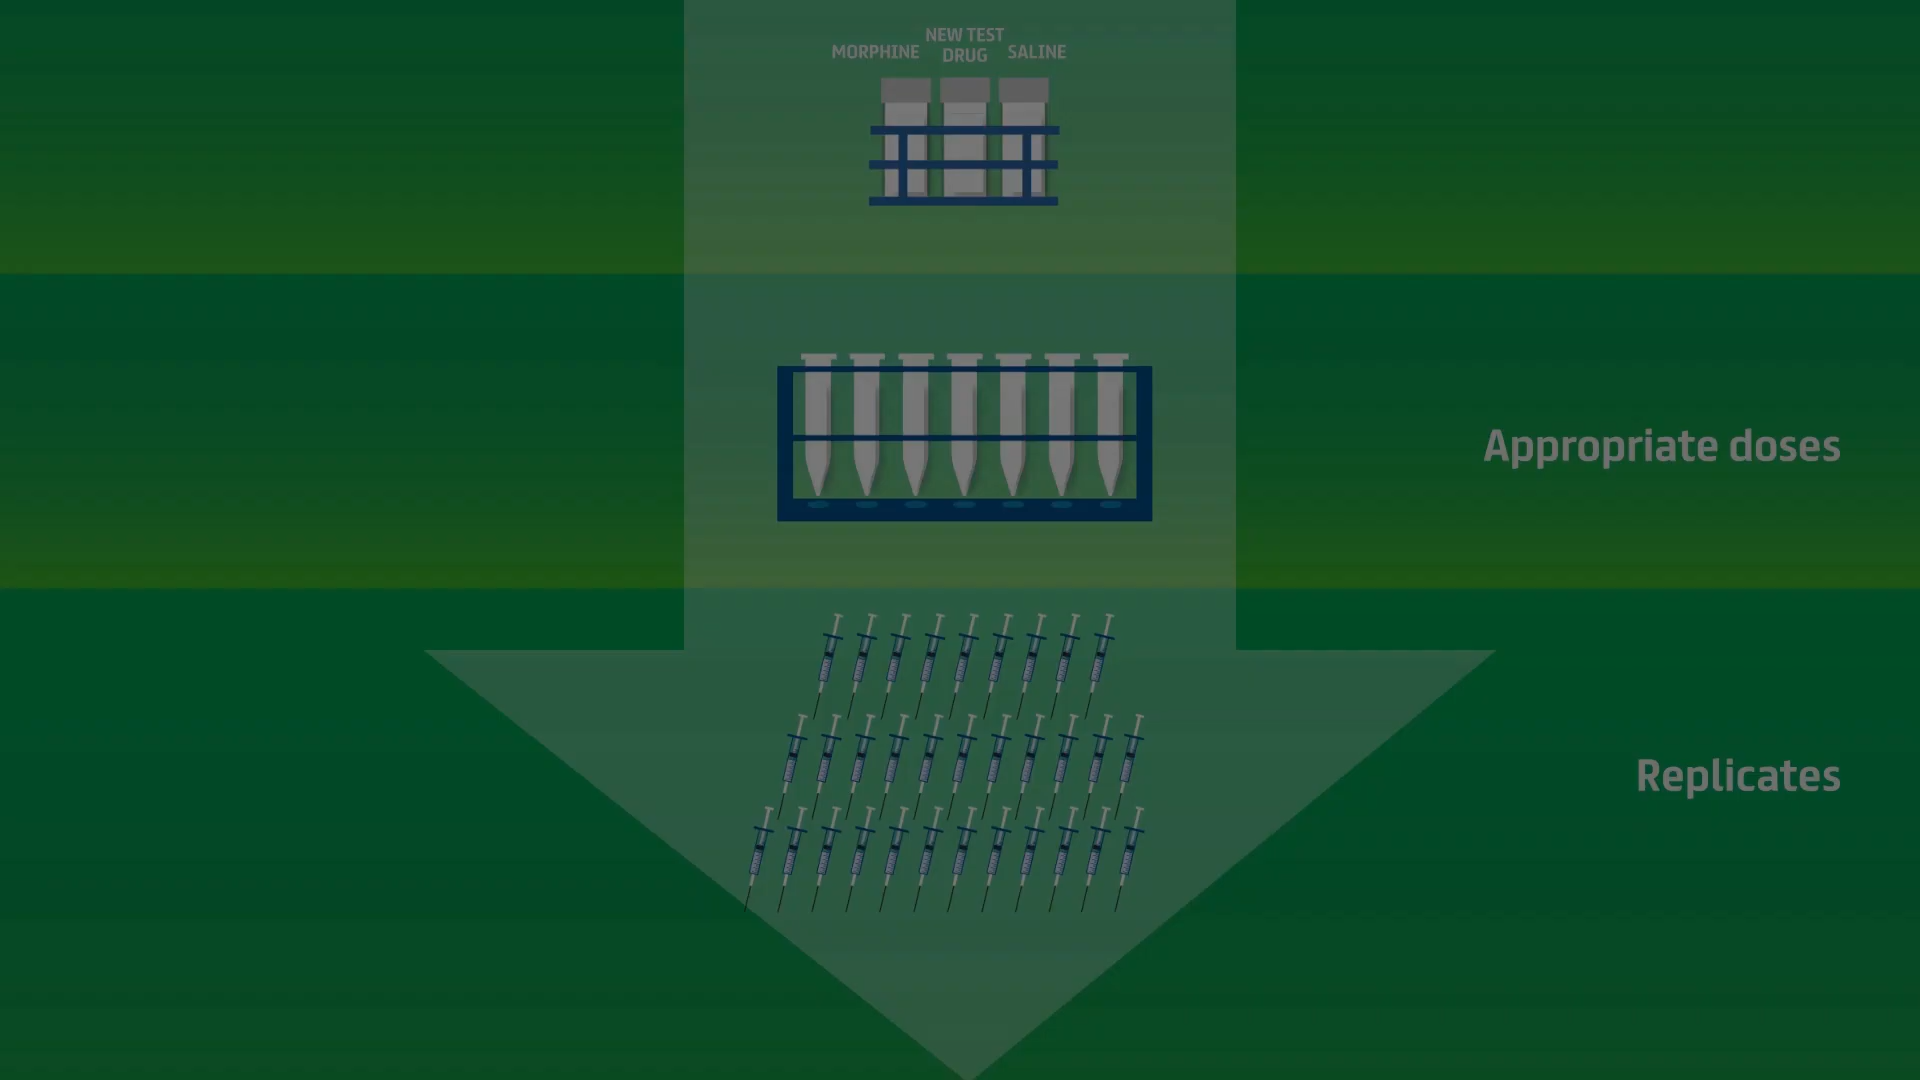 MORPHINE
NEW TEST
DRUG
SALINE
Appropriate doses
Replicates